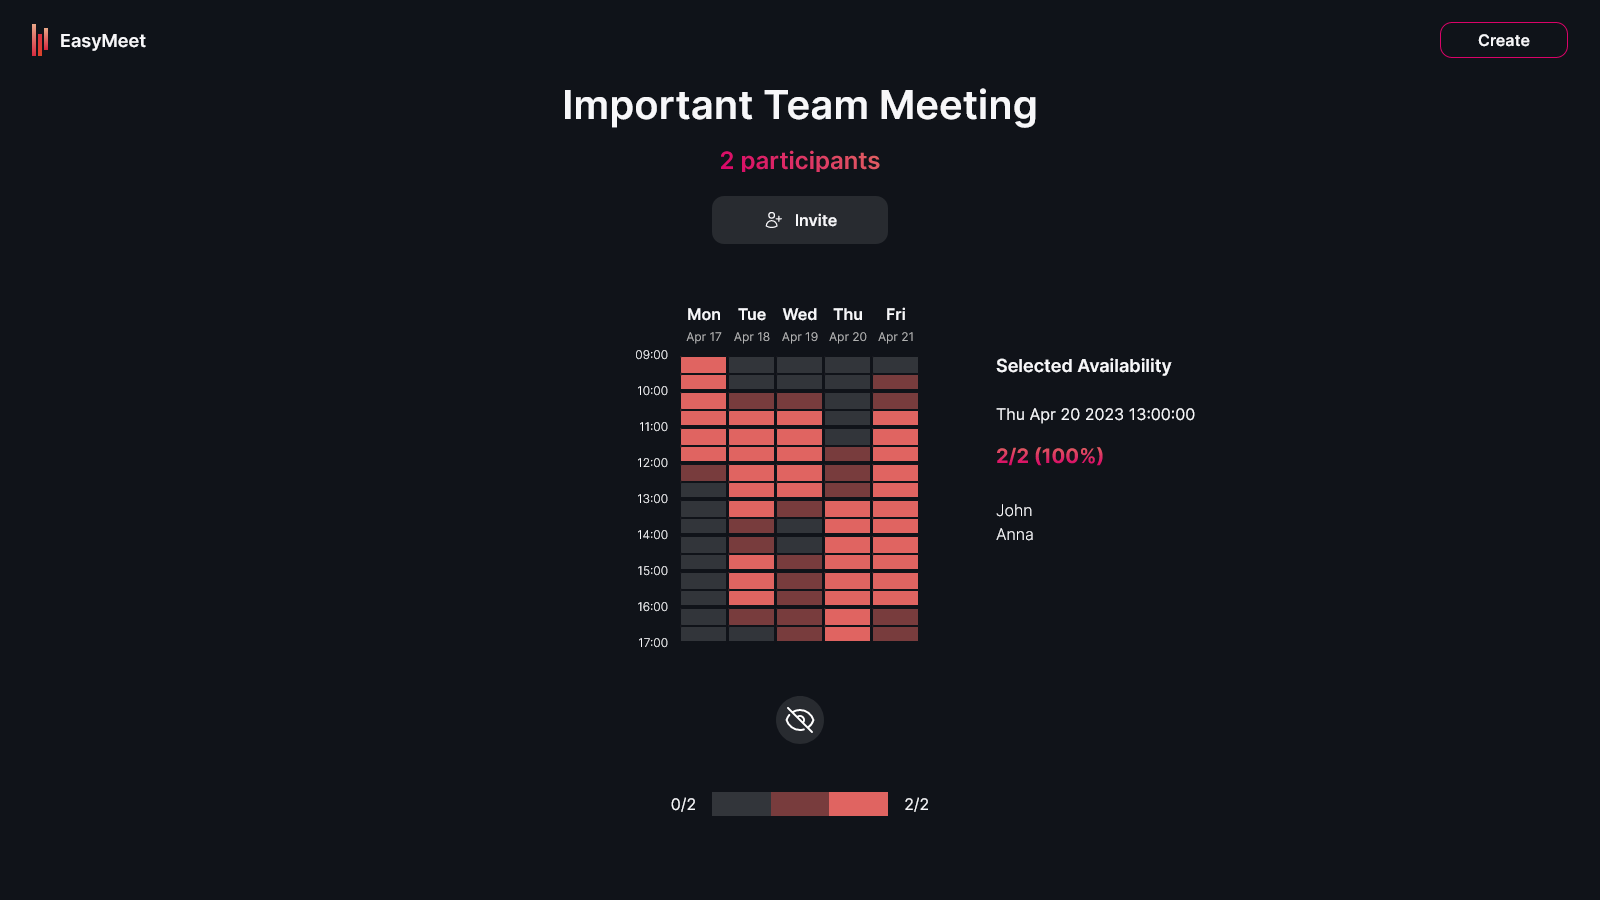 EasyMeet
Create
Important Team Meeting
2 participants
Invite
Mon Tue Wed Thu Fri
Apr 17 Apr 18 Apr 19 Apr 20 Apr 21
09:00
10:00
11:00
12:00
13:00
14:00
15:00
16:00
17:00
Selected Availability
Thu Apr 20 2023 13:00:00
2/2 (100%)
John
Anna
0/2 2/2